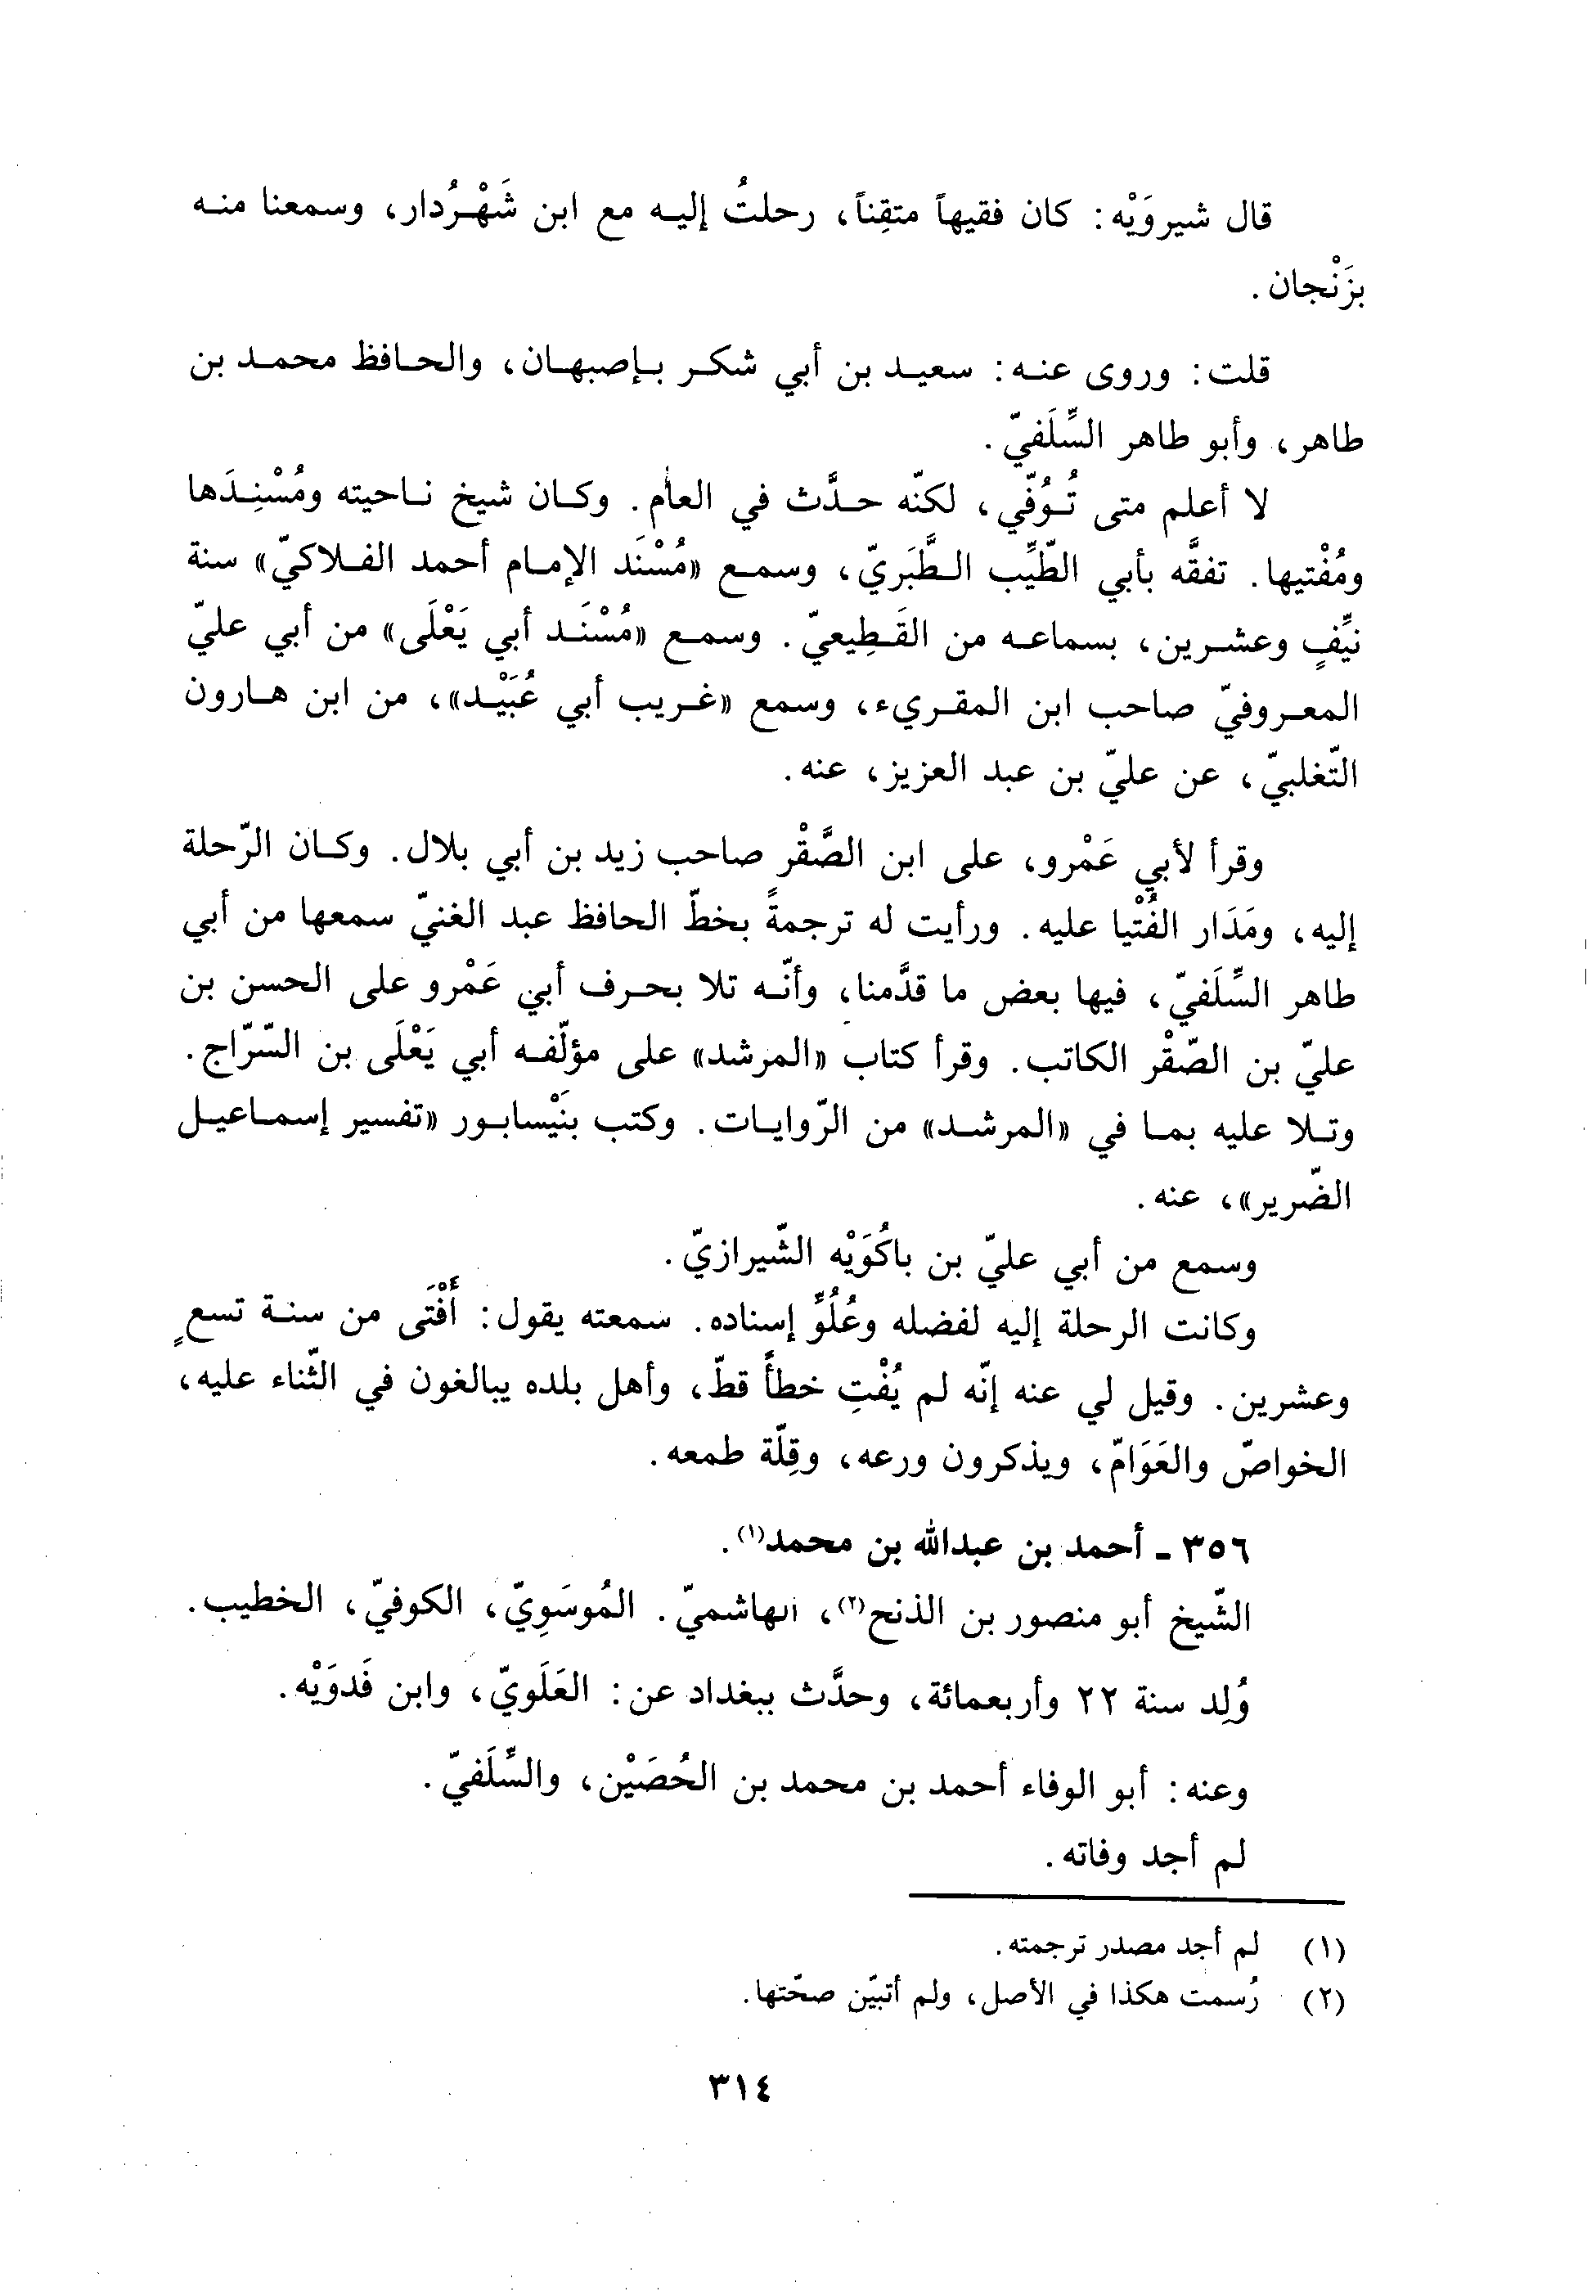 قال شيروَيْه: كان فقيهاً متقِناً، رحلتُ إليه مع ابن شَهْرُدار، وسمعنا منه
بزَنْجان.
قلت: وروى عنه: سعيد بن أبي شكر بإصبهان، والحافظ محمد بن
طاهر، وأبو طاهر السِّلَفيّ.
لا أعلم متى تُوُفّي، لكنّه حدَّث في العام. وكان شيخ ناحيته ومُسْنِدَها
ومُفْتيها. تفقَّه بأبي الطّيِّب الطَّبَريّ، وسمع «مُسْنَد الإمام أحمد الفلاكيّ» سنة
نيِّفٍ وعشرين، بسماعه من القَطِيعيّ. وسمع «مُسْنَد أبي يَعْلَى» من أبي عليّ
المعروفيّ صاحب ابن المقريء، وسمع «غريب أبي عُبَيْد»، من ابن هارون
التّغلبيّ، عن عليّ بن عبد العزيز، عنه.
وقرأ لأبي عَمْرو، على ابن الصَّقْر صاحب زيد بن أبي بلال. وكان الرّحلة
إليه، ومَدَار الفُتْيا عليه. ورأيت له ترجمةً بخطّ الحافظ عبد الغنيّ سمعها من أبي
طاهر السِّلَفيّ، فيها بعض ما قدَّمنا، وأنّه تلا بحرف أبي عَمْرو على الحسن بن
عليّ بن الصّقْر الكاتب. وقرأ كتاب «المرشد» على مؤلّفه أبي يَعْلَى بن السّرّاج.
وتلا عليه بما في «المرشد» من الرّوايات. وكتب بنَيْسابور «تفسير إسماعيل
الضّرير»، عنه.
وسمع من أبي عليّ بن باكُوَيْه الشّيرازيّ.
وكانت الرحلة إليه لفضله وعُلُوِّ إسناده. سمعته يقول: أَفْتَى من سنة تسعٍ
وعشرين. وقيل لي عنه إنّه لم يُفْتِ خطأً قطّ، وأهل بلده يبالغون في الثّناء عليه،
الخواصّ والعَوَامّ، ويذكرون ورعه، وقِلّة طمعه.
٣٥٦ ـ أحمد بن عبدالله بن محمد(١).
الشّيخ أبو منصور بن الذنح(٢)، الهاشميّ. المُوسَوِيّ، الكوفيّ، الخطيب.
وُلِد سنة ٢٢ وأربعمائة، وحدَّث ببغداد عن: العَلَويّ، وابن فَدوَيْه.
وعنه: أبو الوفاء أحمد بن محمد بن الحُصَيْن، والسِّلَفيّ.
لم أجد وفاته.
(١) لم أجد مصدر ترجمته.
(٢) رُسمت هكذا في الأصل، ولم أتبيّن صحّتها.
٣١٤